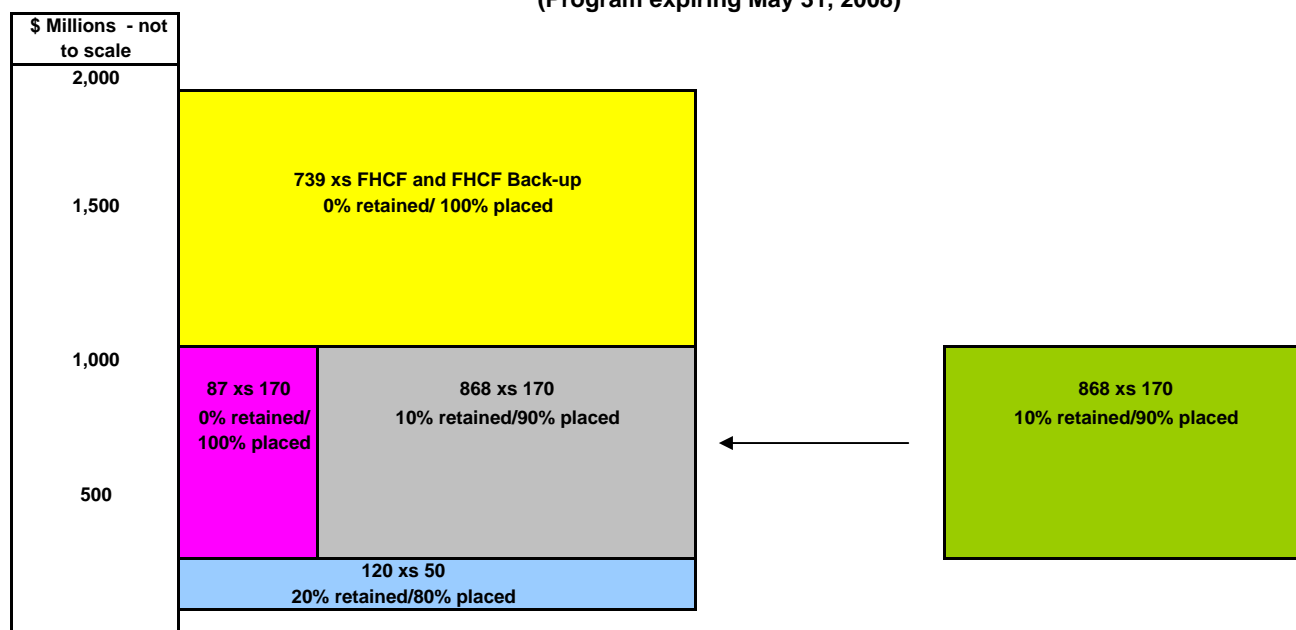 (Program expiring May 31, 2008)
$ Millions - not
to scale
2,000
739 xs FHCF and FHCF Back-up
0% retained/ 100% placed
1,500
1,000
87 xs 170
0% retained/
100% placed
868 xs 170
10% retained/90% placed
868 xs 170
10% retained/90% placed
500
120 xs 50
20% retained/80% placed